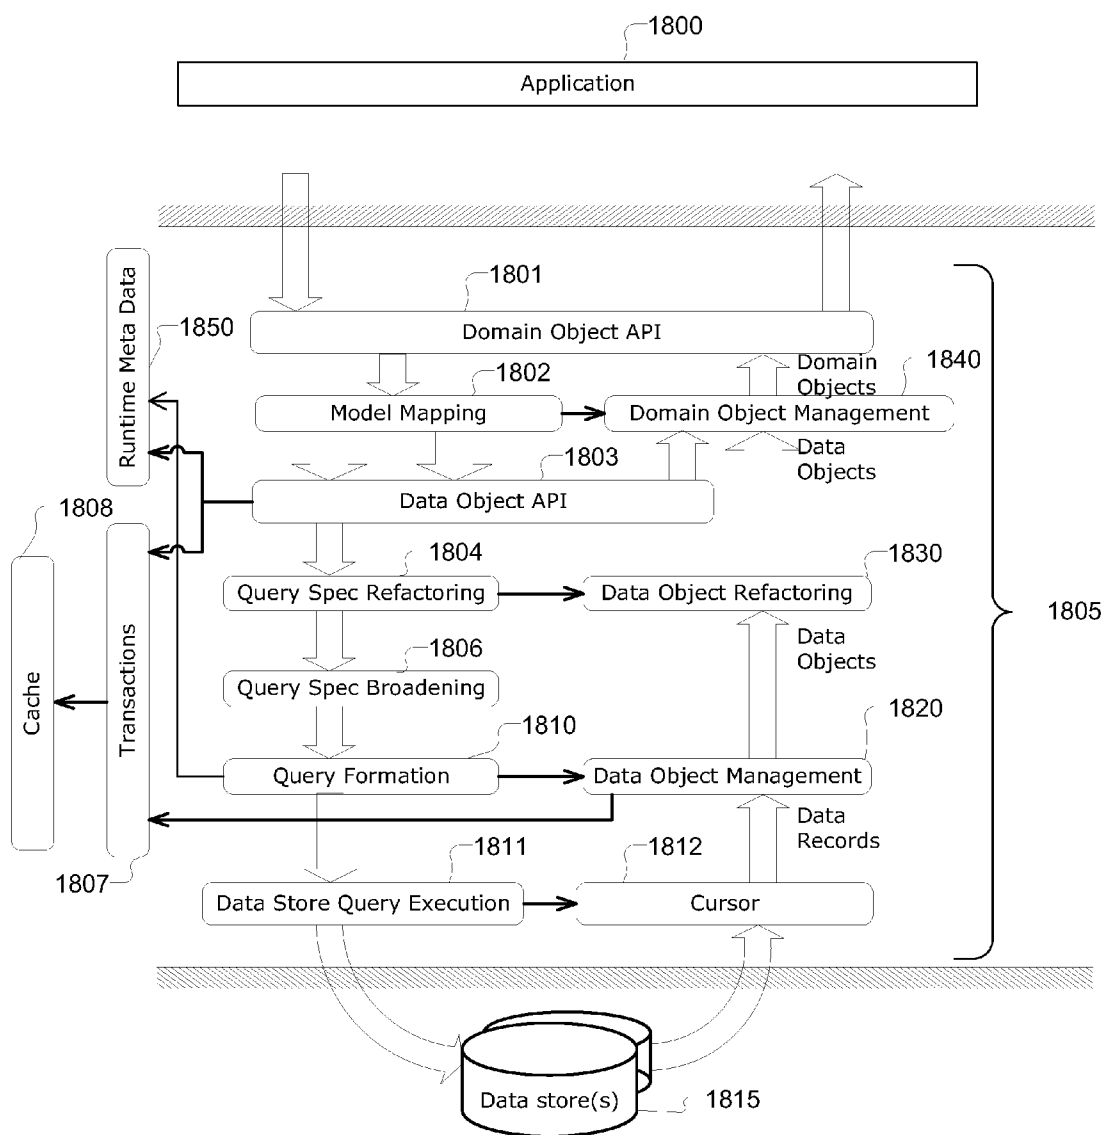 1800
Application
1801
Domain Object API
Runtime Meta Data
1850
1802
Domain
Objects
1840
Model Mapping
Domain Object Management
1803
Data
Objects
Data Object API
1808
1804
1830
Query Spec Refactoring
Data Object Refactoring
1805
Data
Objects
1806
Query Spec Broadening
Cache
Transactions
1810
1820
Query Formation
Data Object Management
Data
Records
1807
1811
1812
Data Store Query Execution
Cursor
Data store(s)
1815